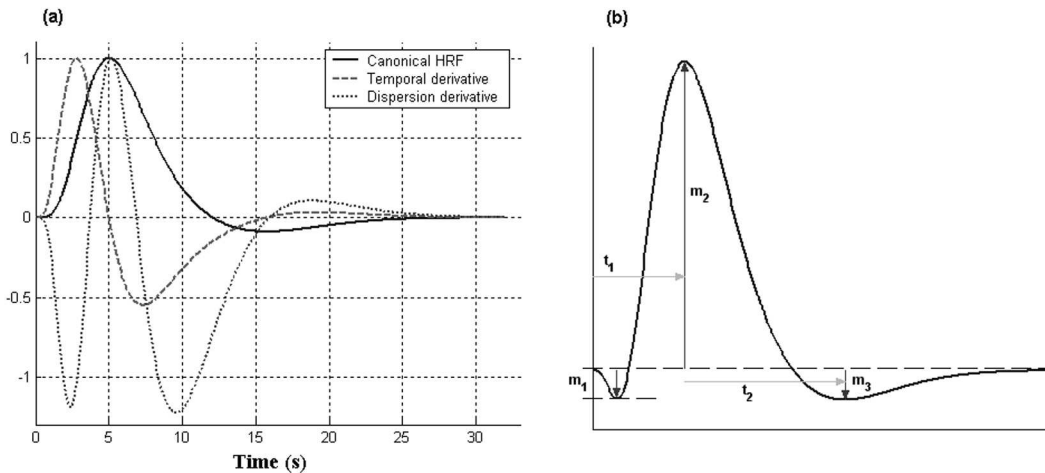 (a)
Canonical HRF
Temporal derivative
Dispersion derivative
1
0.5
0
-0.5
-1
0 5 10 15 20 25 30
Time (s)
(b)
m2
t1
m1
t2
m3